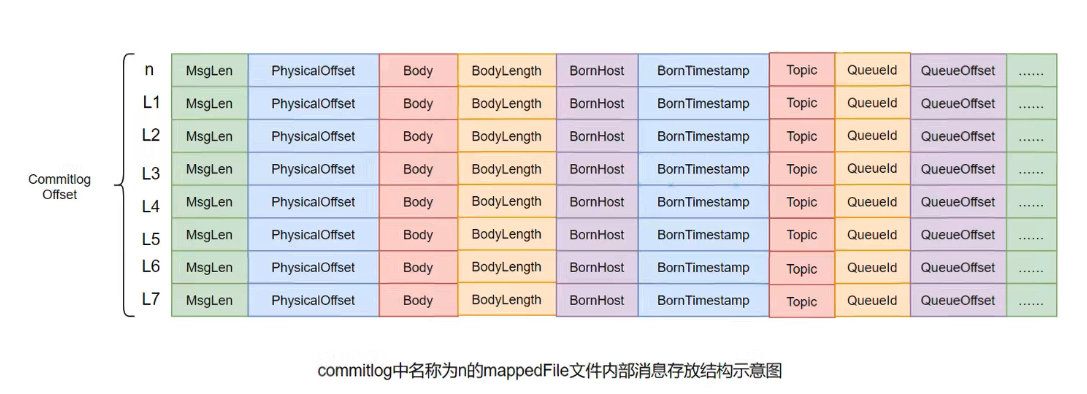 n MsgLen PhysicalOffset Body BodyLength BornHost BornTimestamp Topic QueueId QueueOffset ......
L1 MsgLen PhysicalOffset Body BodyLength BornHost BornTimestamp Topic QueueId QueueOffset ......
L2 MsgLen PhysicalOffset Body BodyLength BornHost BornTimestamp Topic QueueId QueueOffset ......
L3 MsgLen PhysicalOffset Body BodyLength BornHost BornTimestamp Topic QueueId QueueOffset ......
Commitlog
Offset
L4 MsgLen PhysicalOffset Body BodyLength BornHost BornTimestamp Topic QueueId QueueOffset ......
L5 MsgLen PhysicalOffset Body BodyLength BornHost BornTimestamp Topic QueueId QueueOffset ......
L6 MsgLen PhysicalOffset Body BodyLength BornHost BornTimestamp Topic QueueId QueueOffset ......
L7 MsgLen PhysicalOffset Body BodyLength BornHost BornTimestamp Topic QueueId QueueOffset ......
commitlog中名称为n的mappedFile文件内部消息存放结构示意图